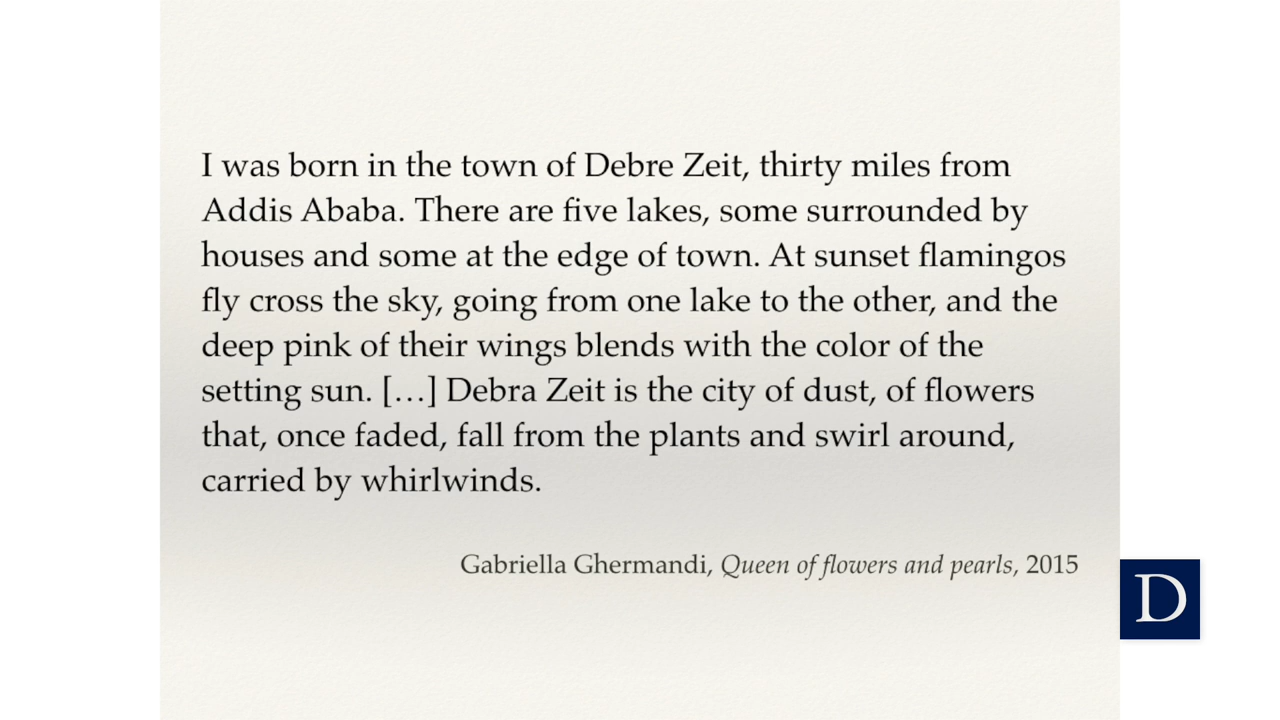 I was born in the town of Debre Zeit, thirty miles from
Addis Ababa. There are five lakes, some surrounded by
houses and some at the edge of town. At sunset flamingos
fly cross the sky, going from one lake to the other, and the
deep pink of their wings blends with the color of the
setting sun. […] Debra Zeit is the city of dust, of flowers
that, once faded, fall from the plants and swirl around,
carried by whirlwinds.
Gabriella Ghermandi, Queen of flowers and pearls, 2015
D